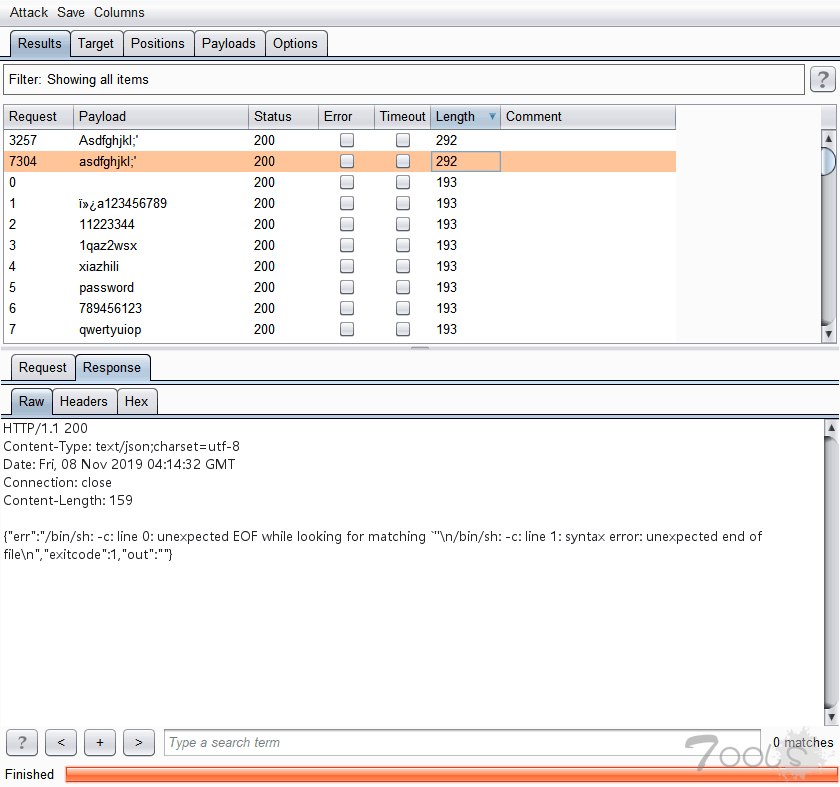 Attack Save Columns
Results Target Positions Payloads Options
Filter: Showing all items ?
Request Payload Status Error Timeout Length ▼ Comment
3257 Asdfghjkl;' 200 292
7304 asdfghjkl;' 200 292
0 200 193
1 ï»¿a123456789 200 193
2 11223344 200 193
3 1qaz2wsx 200 193
4 xiazhili 200 193
5 password 200 193
6 789456123 200 193
7 qwertyuiop 200 193
Request Response
Raw Headers Hex
HTTP/1.1 200
Content-Type: text/json;charset=utf-8
Date: Fri, 08 Nov 2019 04:14:32 GMT
Connection: close
Content-Length: 159
{"err":"/bin/sh: -c: line 0: unexpected EOF while looking for matching `''\n/bin/sh: -c: line 1: syntax error: unexpected end of
file\n","exitcode":1,"out":""}
? < + > Type a search term 0 matches
7ools
Finished